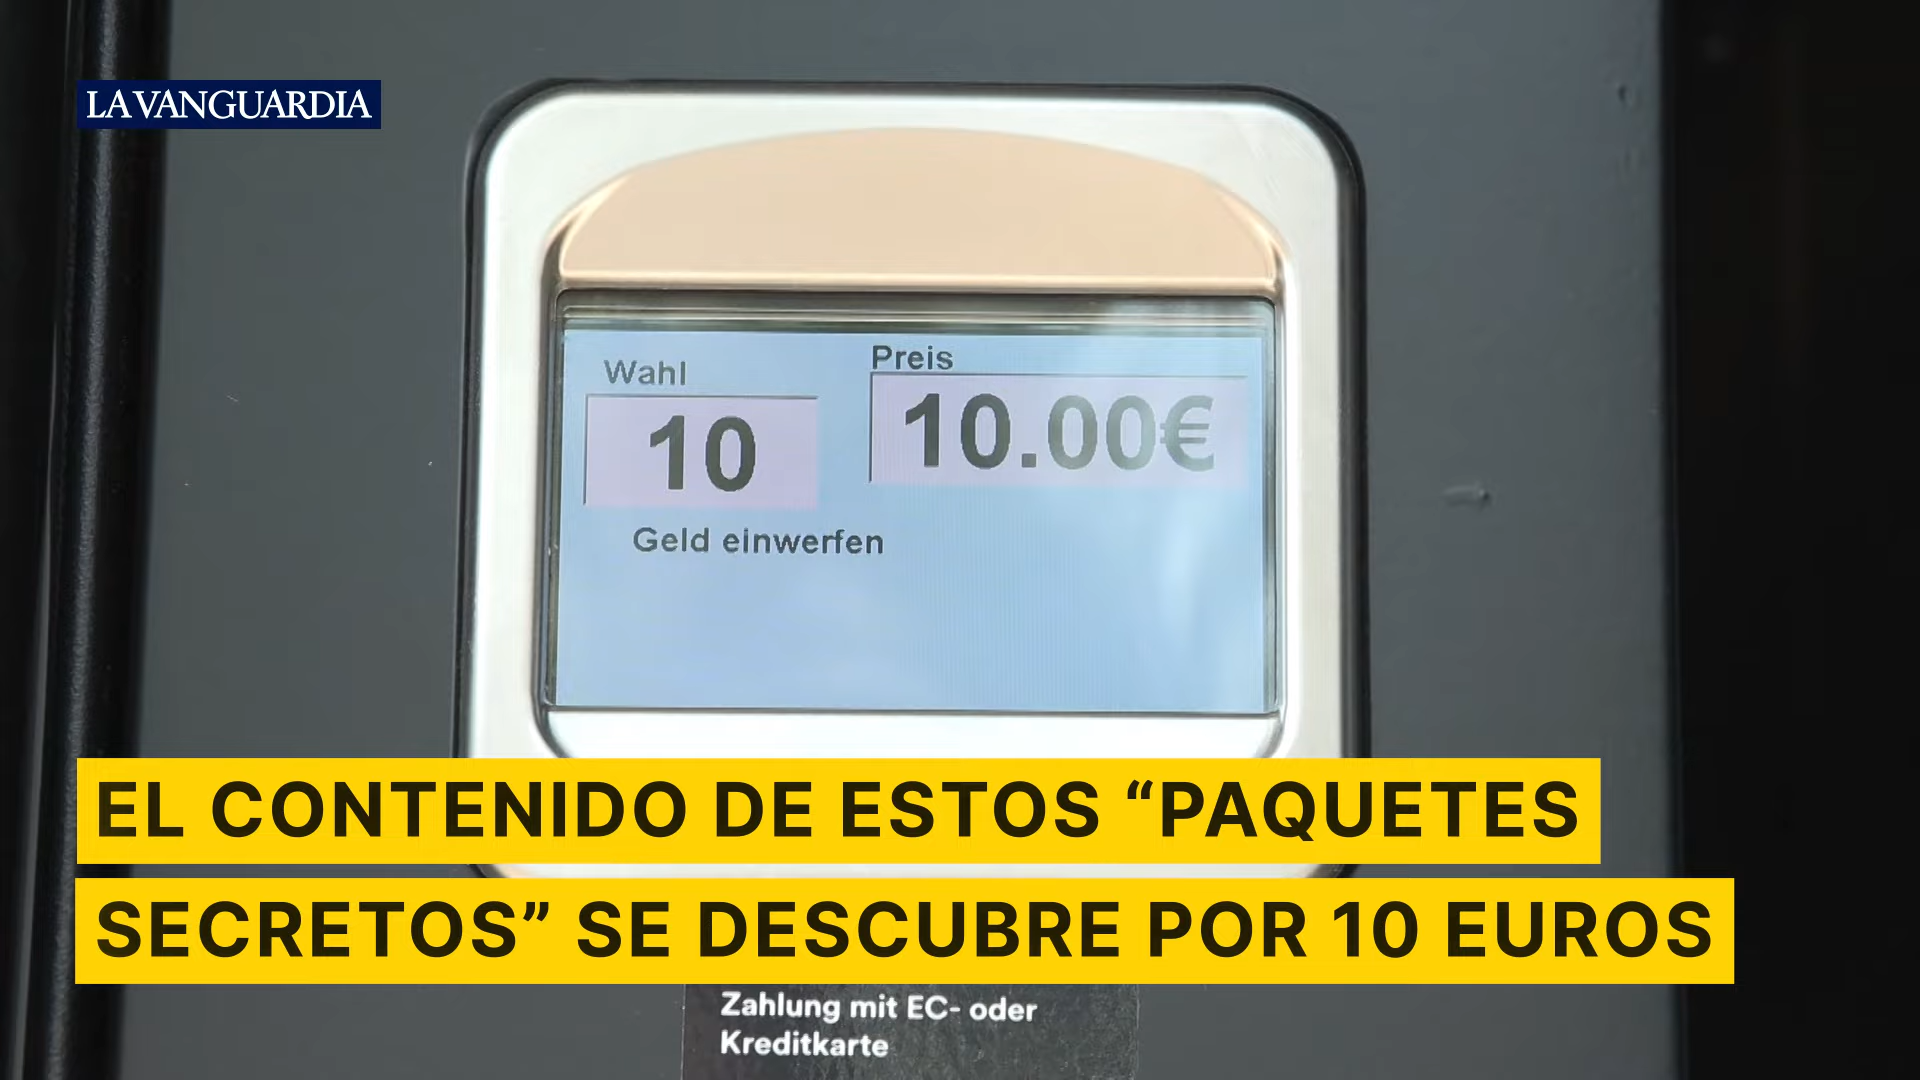 LA VANGUARDIA
Wahl
Preis
10
10.00€
Geld einwerfen
EL CONTENIDO DE ESTOS “PAQUETES
SECRETOS” SE DESCUBRE POR 10 EUROS
Zahlung mit EC- oder
Kreditkarte